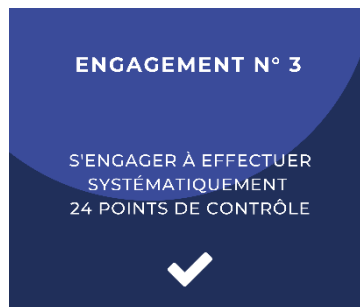 ENGAGEMENT N° 3
S'ENGAGER À EFFECTUER
SYSTÉMATIQUEMENT
24 POINTS DE CONTRÔLE